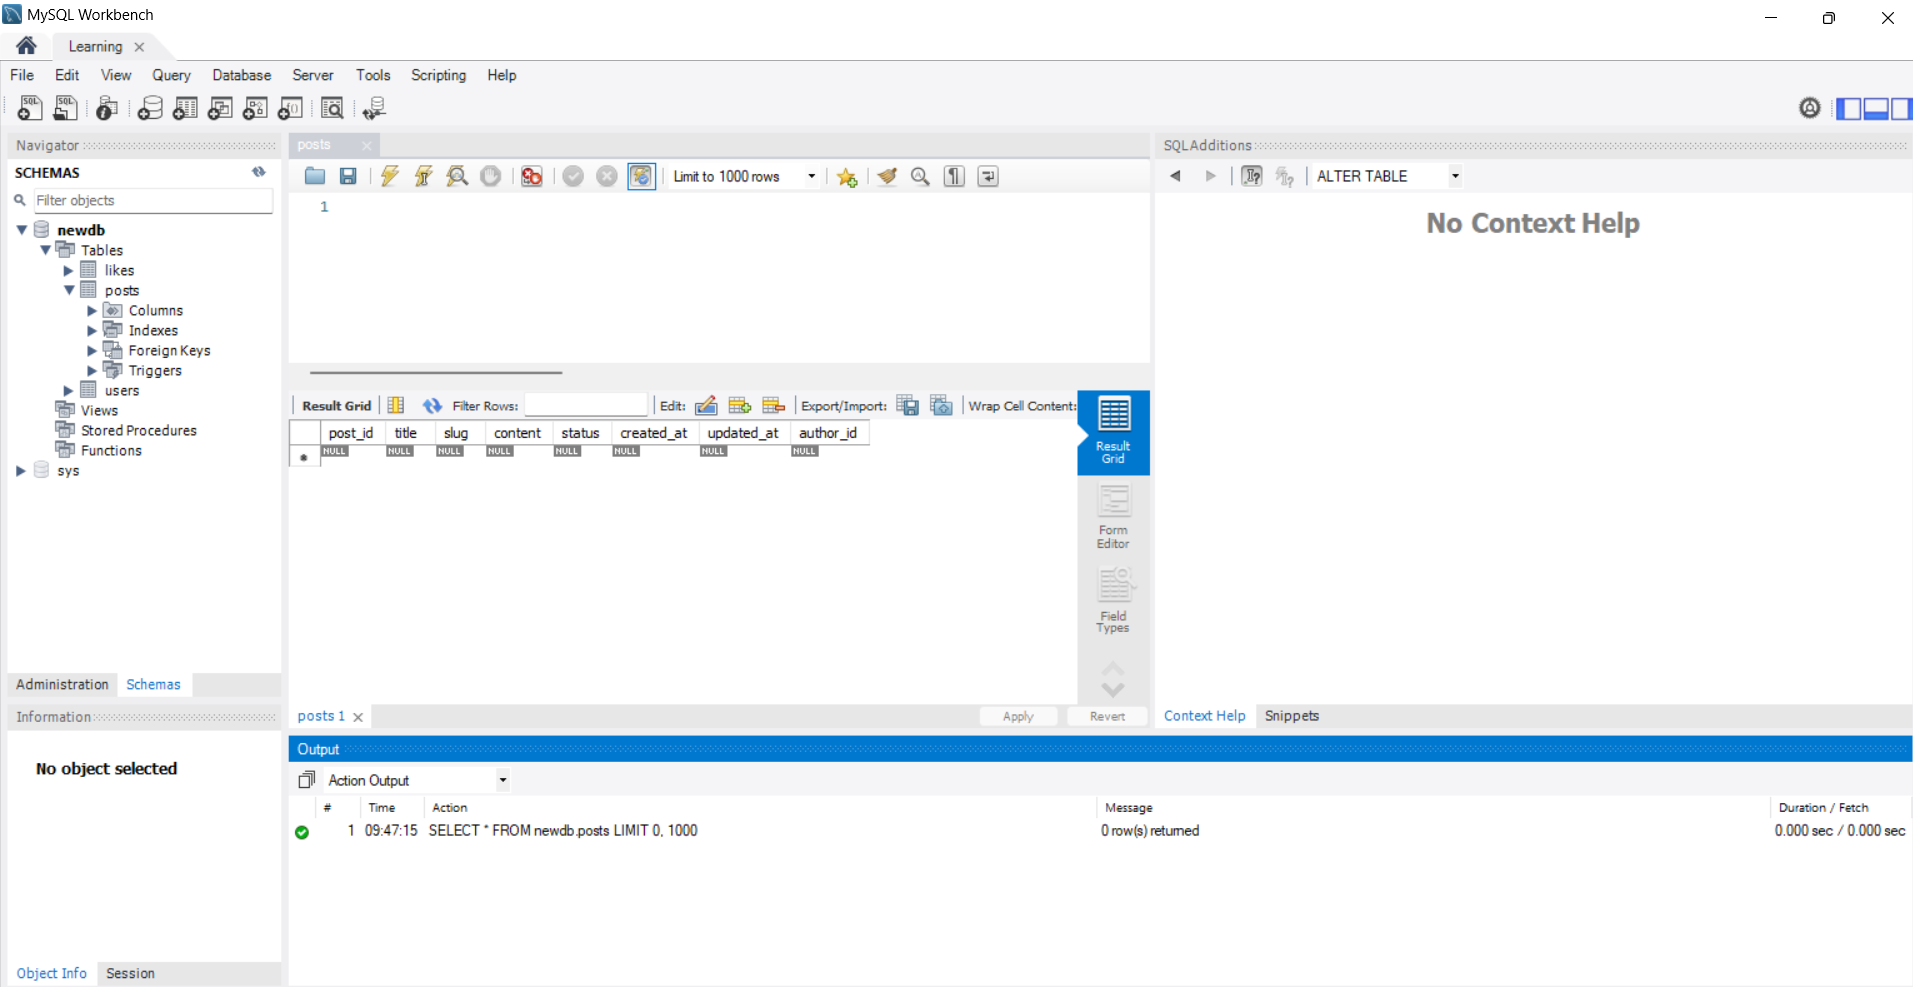 MySQL Workbench
Learning
File Edit View Query Database Server Tools Scripting Help
Navigator
SCHEMAS
Filter objects
newdb
Tables
likes
posts
Columns
Indexes
Foreign Keys
Triggers
users
Views
Stored Procedures
Functions
sys
Administration Schemas
Information
No object selected
Object Info Session
posts
Limit to 1000 rows
1
Result Grid Filter Rows: Edit: Export/Import: Wrap Cell Content:
post_id title slug content status created_at updated_at author_id
NULL NULL NULL NULL NULL NULL NULL NULL
Result
Grid
Form
Editor
Field
Types
posts 1
Apply Revert
SQLAdditions
ALTER TABLE
No Context Help
Context Help Snippets
Output
Action Output
# Time Action Message Duration / Fetch
1 09:47:15 SELECT * FROM newdb.posts LIMIT 0, 1000 0 row(s) returned 0.000 sec / 0.000 sec